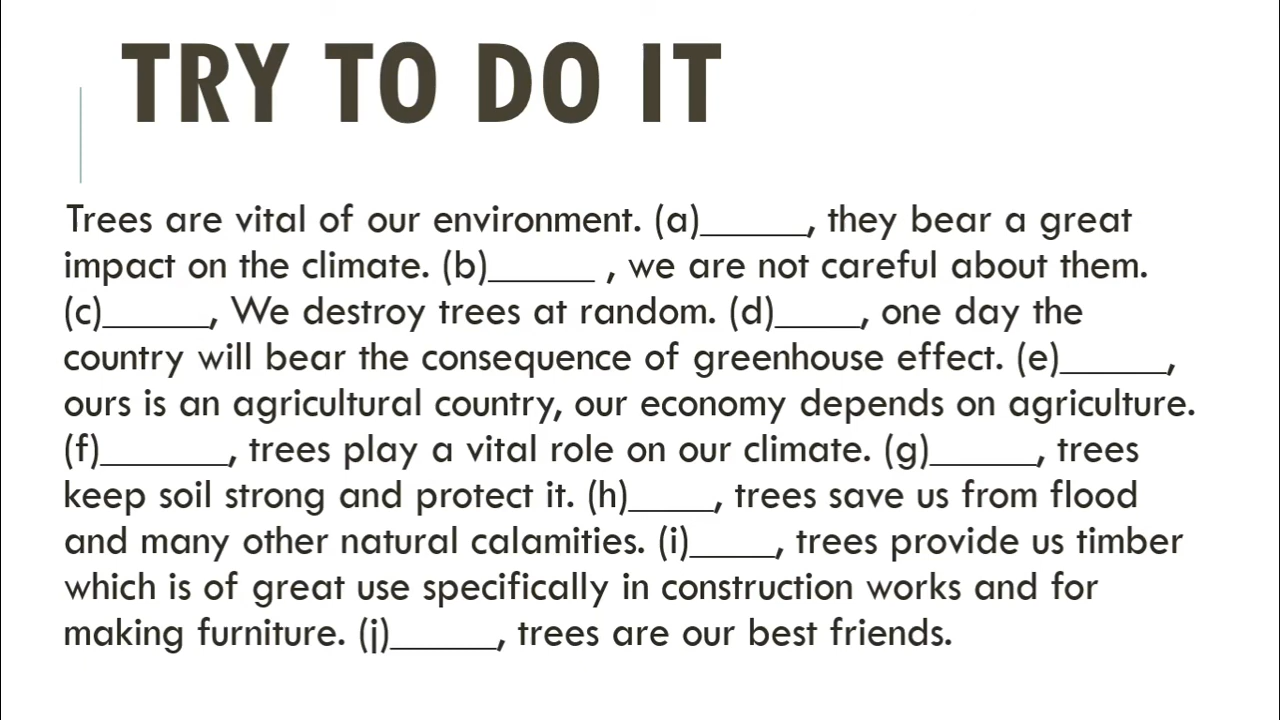 TRY TO DO IT
Trees are vital of our environment. (a)______, they bear a great
impact on the climate. (b)______ , we are not careful about them.
(c)______, We destroy trees at random. (d)_____, one day the
country will bear the consequence of greenhouse effect. (e)______,
ours is an agricultural country, our economy depends on agriculture.
(f)_______, trees play a vital role on our climate. (g)______, trees
keep soil strong and protect it. (h)_____, trees save us from flood
and many other natural calamities. (i)_____, trees provide us timber
which is of great use specifically in construction works and for
making furniture. (j)______, trees are our best friends.